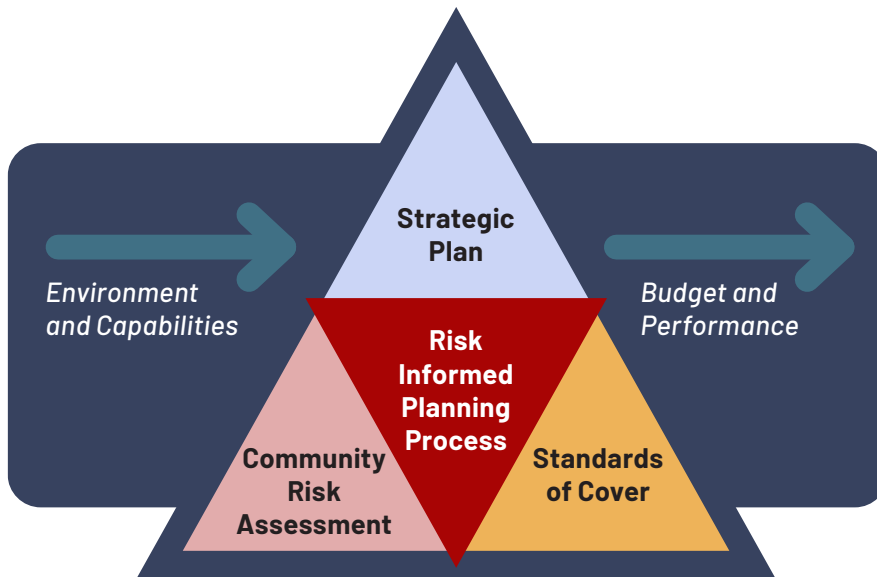 Strategic
Plan
Environment
and Capabilities
Budget and
Performance
Risk
Informed
Planning
Process
Community
Risk
Assessment
Standards
of Cover